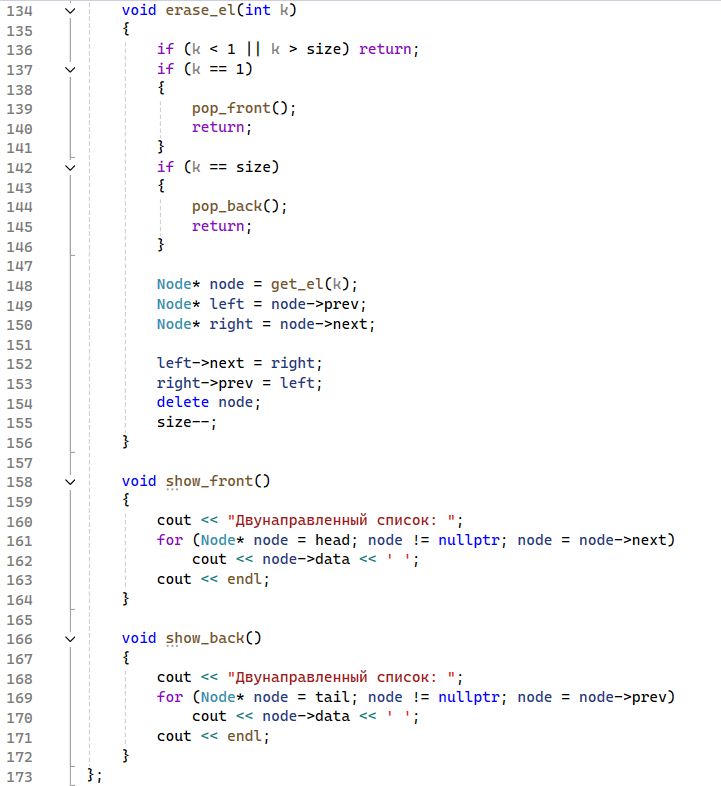 134 void erase_el(int k)
135 {
136 if (k < 1 || k > size) return;
137 if (k == 1)
138 {
139 pop_front();
140 return;
141 }
142 if (k == size)
143 {
144 pop_back();
145 return;
146 }
147
148 Node* node = get_el(k);
149 Node* left = node->prev;
150 Node* right = node->next;
151
152 left->next = right;
153 right->prev = left;
154 delete node;
155 size--;
156 }
157
158 void show_front()
159 {
160 cout << "Двунаправленный список: ";
161 for (Node* node = head; node != nullptr; node = node->next)
162 cout << node->data << ' ';
163 cout << endl;
164 }
165
166 void show_back()
167 {
168 cout << "Двунаправленный список: ";
169 for (Node* node = tail; node != nullptr; node = node->prev)
170 cout << node->data << ' ';
171 cout << endl;
172 }
173 };